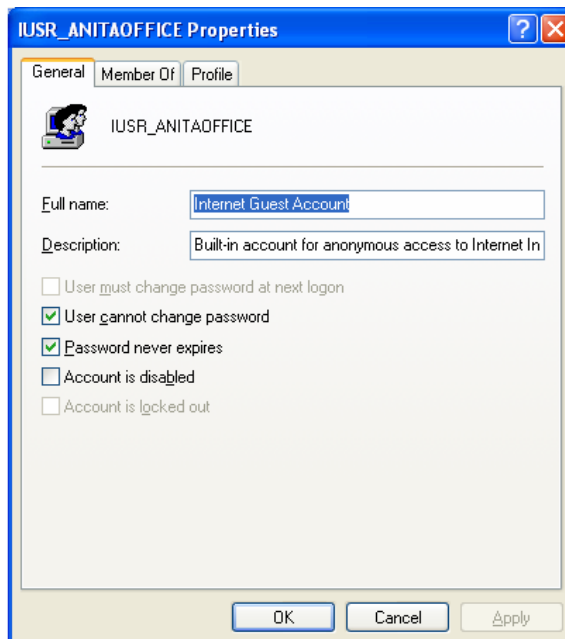 IUSR_ANITAOFFICE Properties
General Member Of Profile
IUSR_ANITAOFFICE
Full name: Internet Guest Account
Description: Built-in account for anonymous access to Internet In
User must change password at next logon
User cannot change password
Password never expires
Account is disabled
Account is locked out
OK Cancel Apply